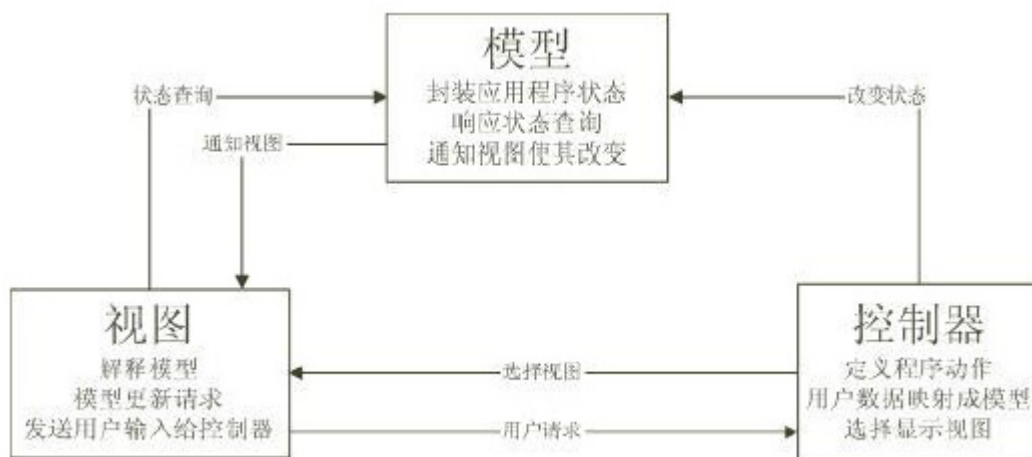 模型
封装应用程序状态
响应状态查询
通知视图使其改变
状态查询
改变状态
通知视图
视图
解释模型
模型更新请求
发送用户输入给控制器
控制器
定义程序动作
用户数据映射成模型
选择显示视图
选择视图
用户请求